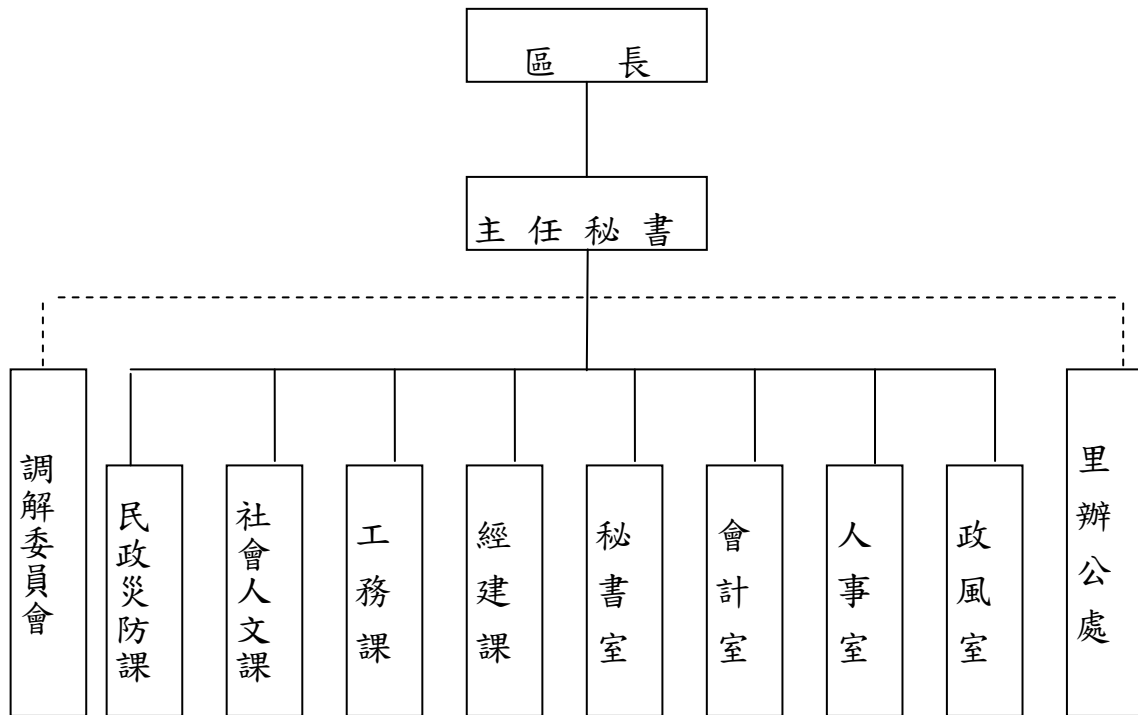 區長
主任秘書
調解委員會
民政災防課
社會人文課
工務課
經建課
秘書室
會計室
人事室
政風室
里辦公處